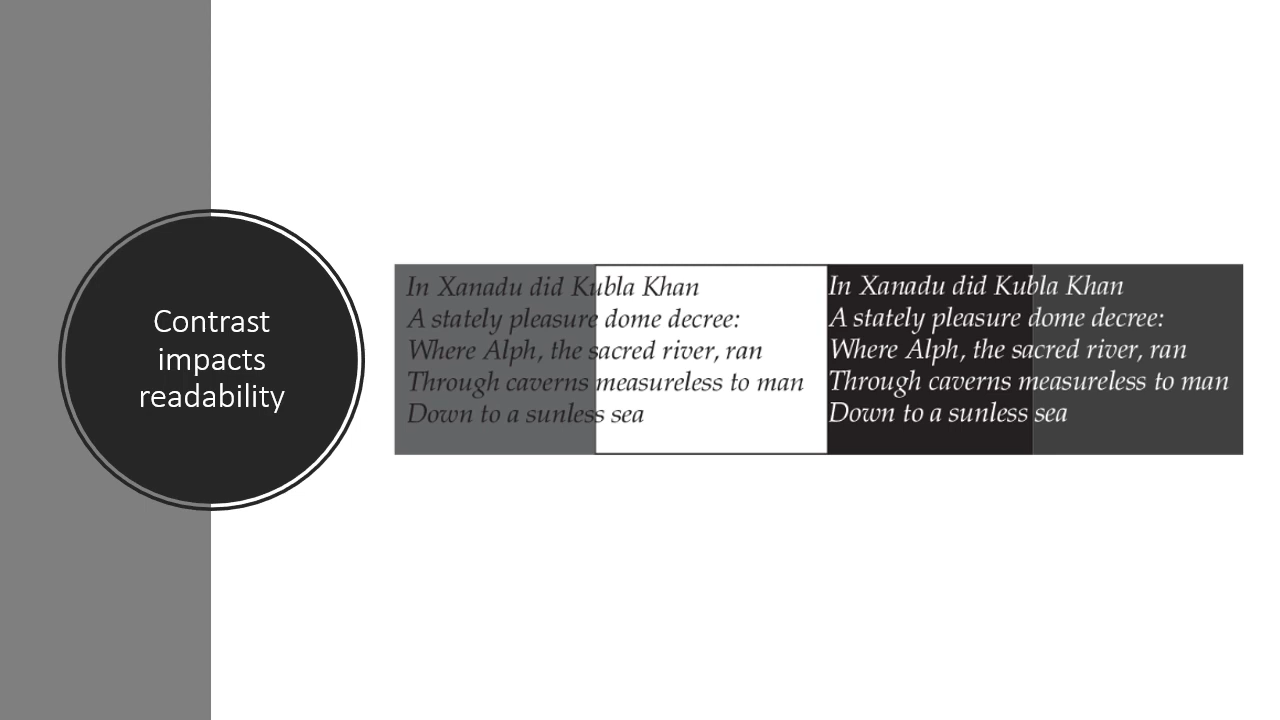 Contrast
impacts
readability
In Xanadu did Kubla Khan
A stately pleasure dome decree:
Where Alph, the sacred river, ran
Through caverns measureless to man
Down to a sunless sea
In Xanadu did Kubla Khan
A stately pleasure dome decree:
Where Alph, the sacred river, ran
Through caverns measureless to man
Down to a sunless sea